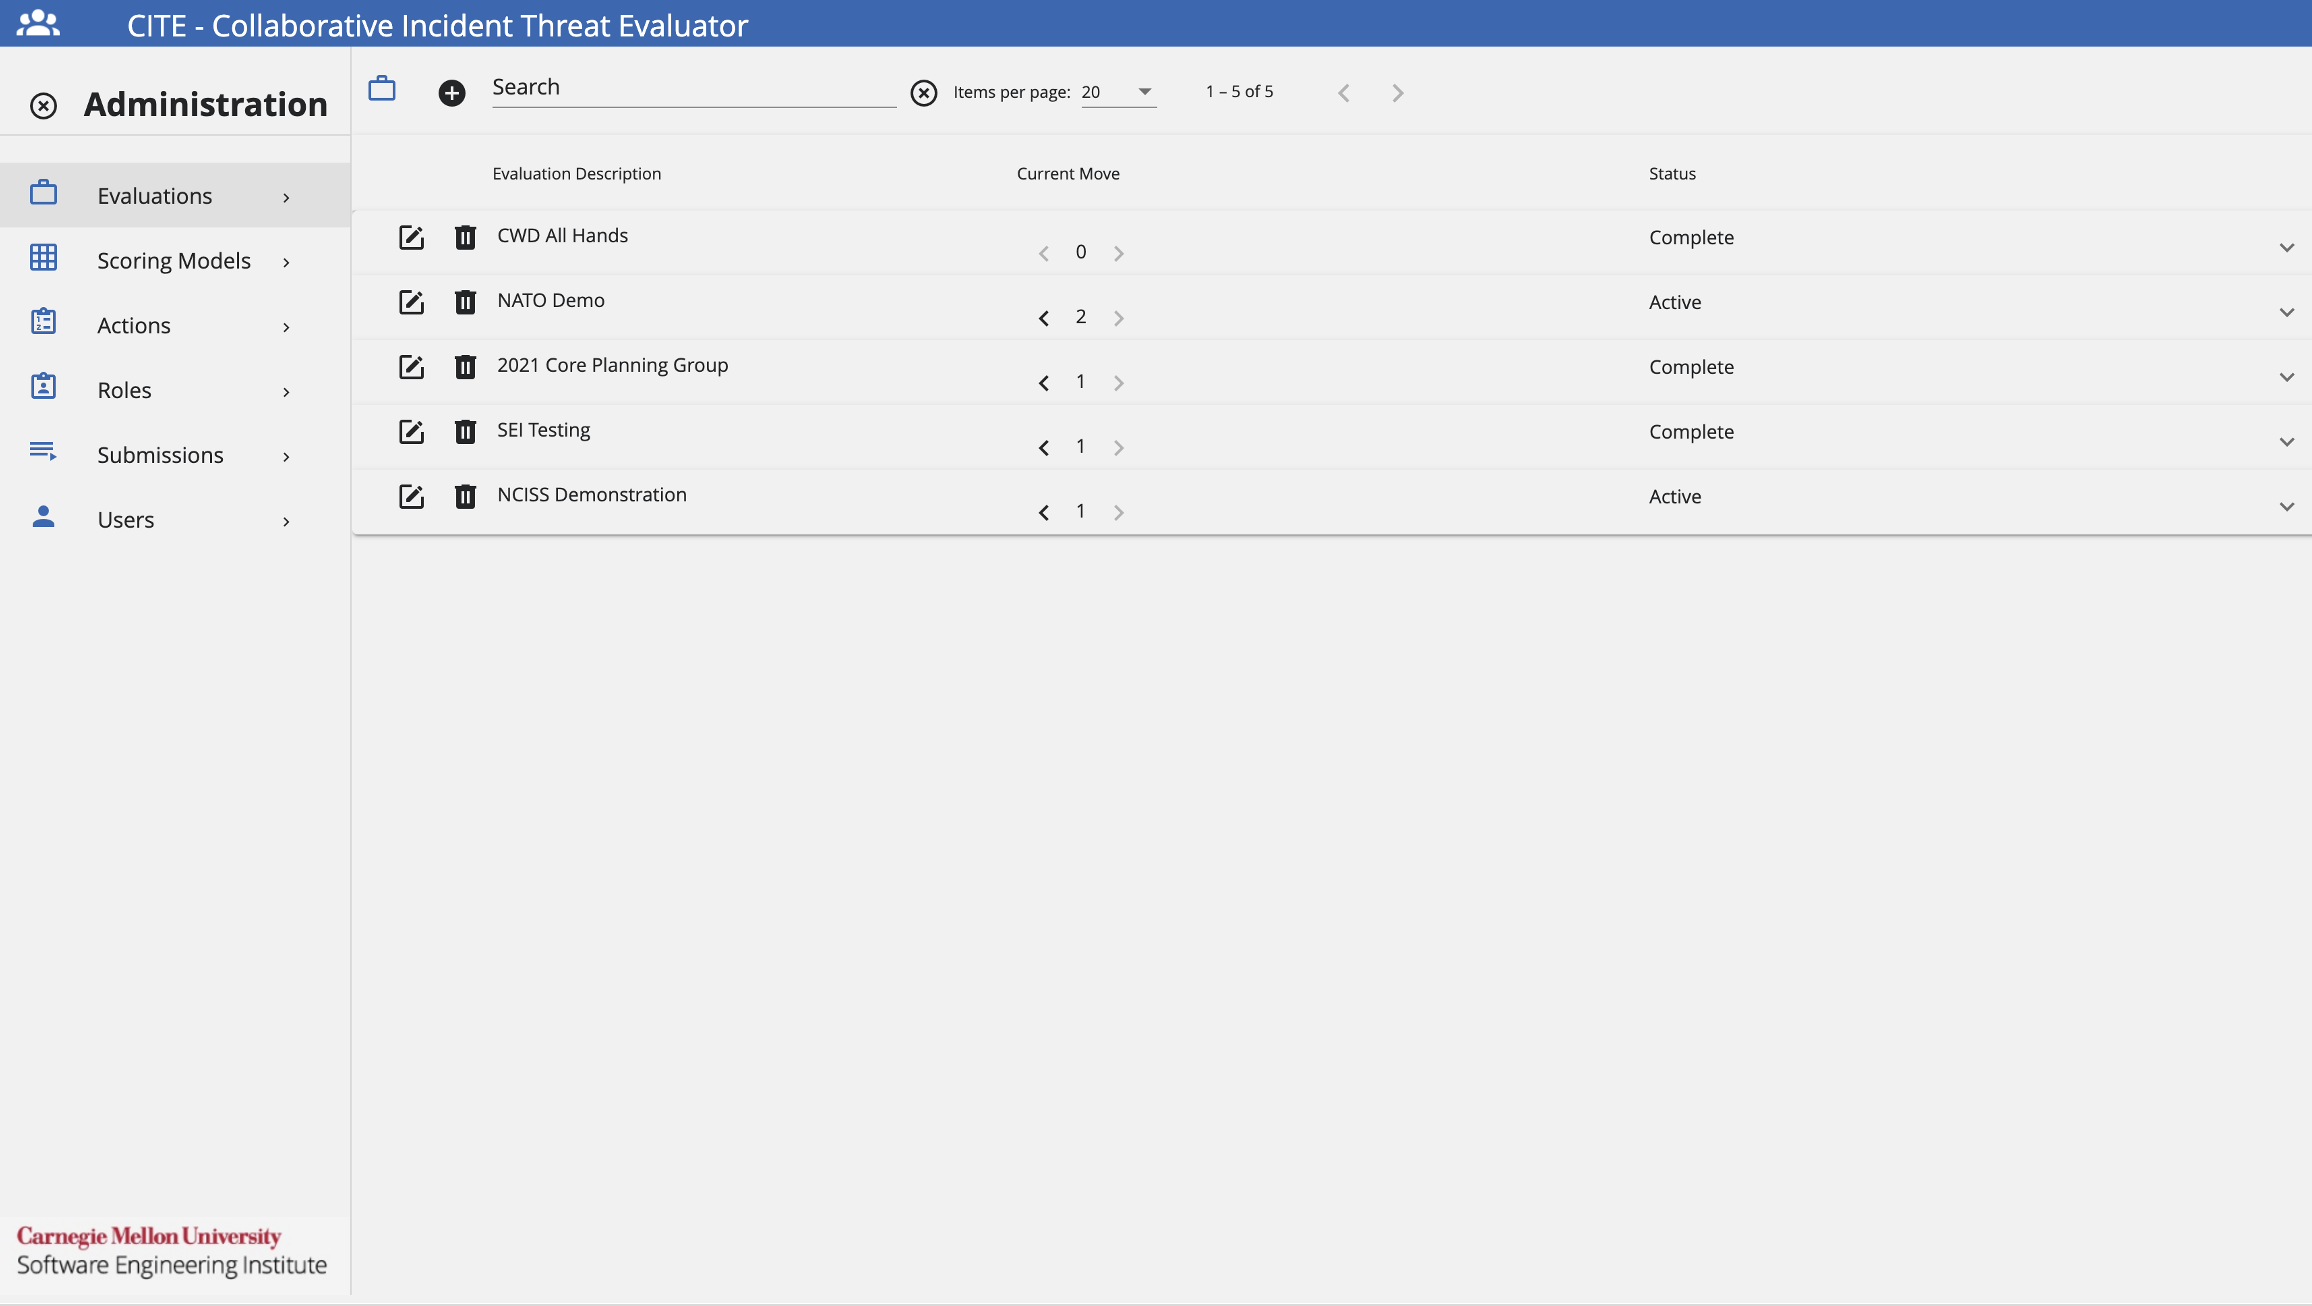 CITE - Collaborative Incident Threat Evaluator
Administration
Evaluations
Scoring Models
Actions
Roles
Submissions
Users
Search
Items per page: 20
1 – 5 of 5
Evaluation Description Current Move Status
CWD All Hands 0 Complete
NATO Demo 2 Active
2021 Core Planning Group 1 Complete
SEI Testing 1 Complete
NCISS Demonstration 1 Active
Carnegie Mellon University
Software Engineering Institute